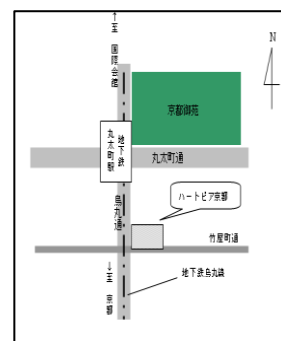 ↑至 国際会館
N
京都御苑
地下鉄
丸太町駅
丸太町通
烏丸通
ハートピア京都
竹屋町通
↓至 京都
地下鉄烏丸線